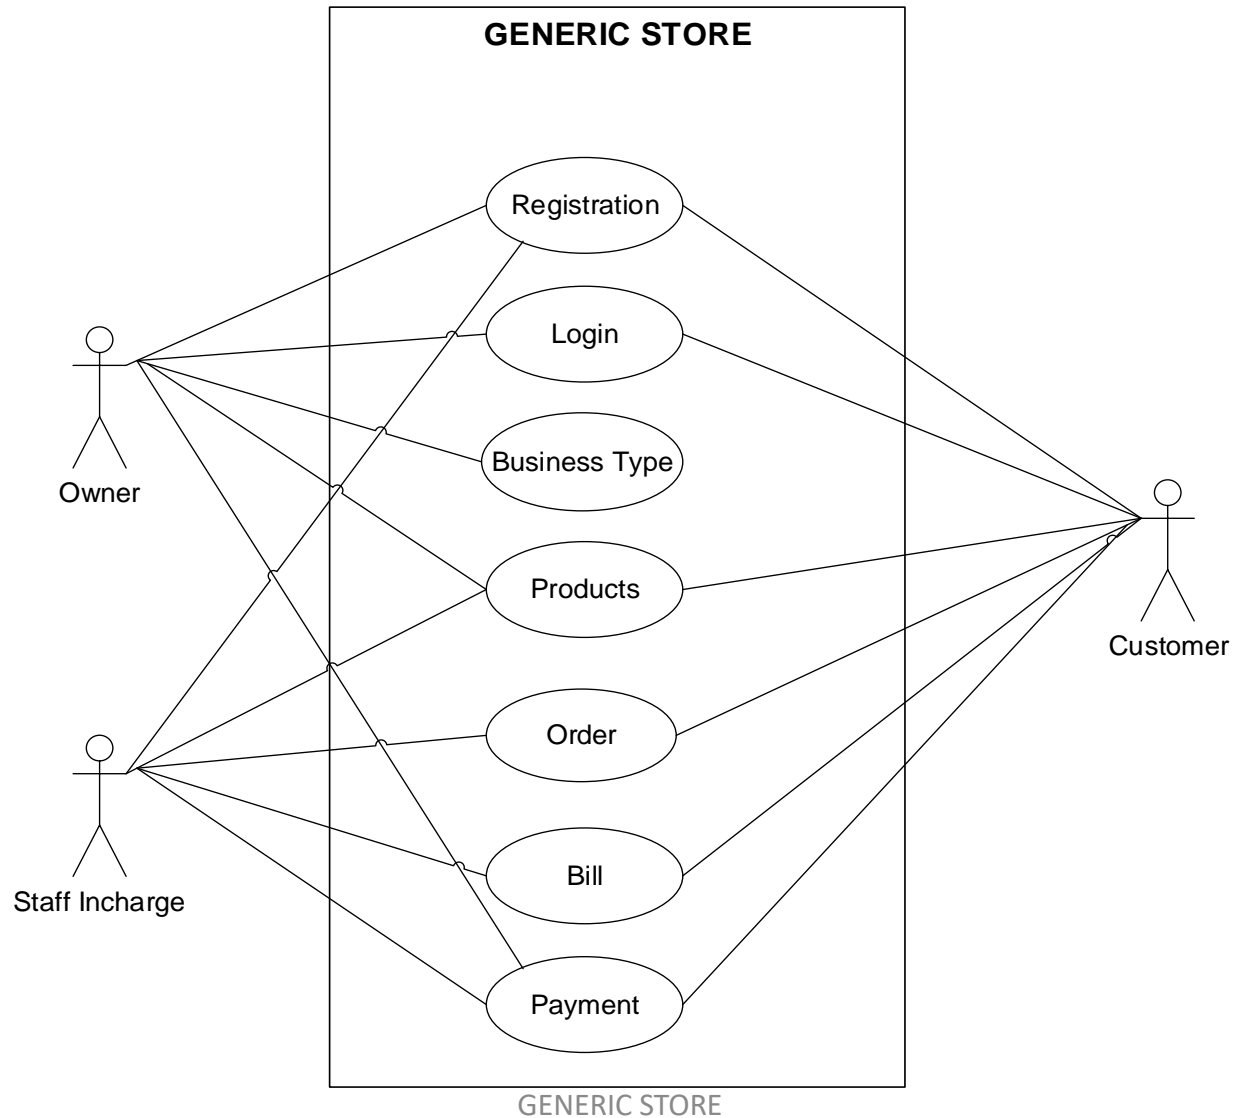 GENERIC STORE
Registration
Login
Owner
Business Type
Products
Customer
Order
Staff Incharge
Bill
Payment
GENERIC STORE